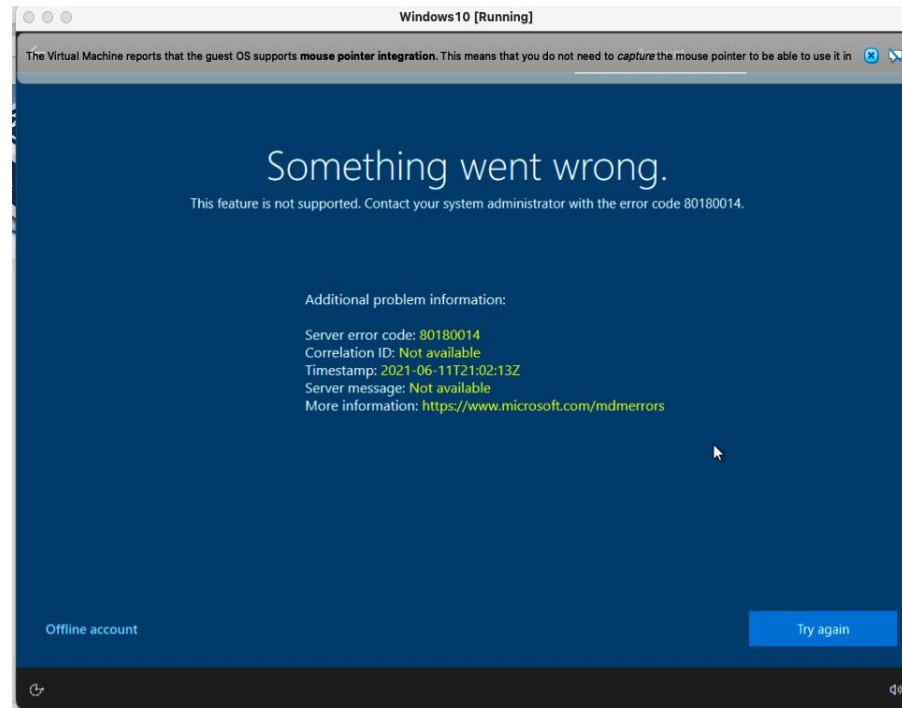 Windows10 [Running]
The Virtual Machine reports that the guest OS supports mouse pointer integration. This means that you do not need to capture the mouse pointer to be able to use it in
Something went wrong.
This feature is not supported. Contact your system administrator with the error code 80180014.
Additional problem information:
Server error code: 80180014
Correlation ID: Not available
Timestamp: 2021-06-11T21:02:13Z
Server message: Not available
More information: https://www.microsoft.com/mdmerrors
Offline account
Try again